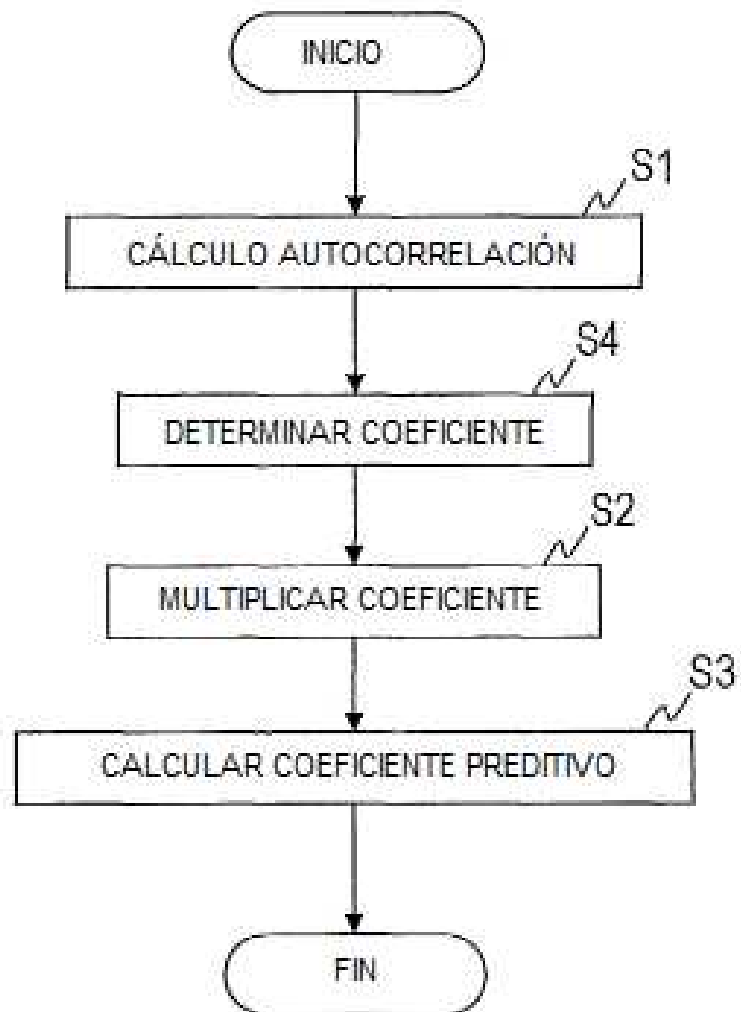 INICIO
S1
CÁLCULO AUTOCORRELACIÓN
S4
DETERMINAR COEFICIENTE
S2
MULTIPLICAR COEFICIENTE
S3
CALCULAR COEFICIENTE PREDITIVO
FIN